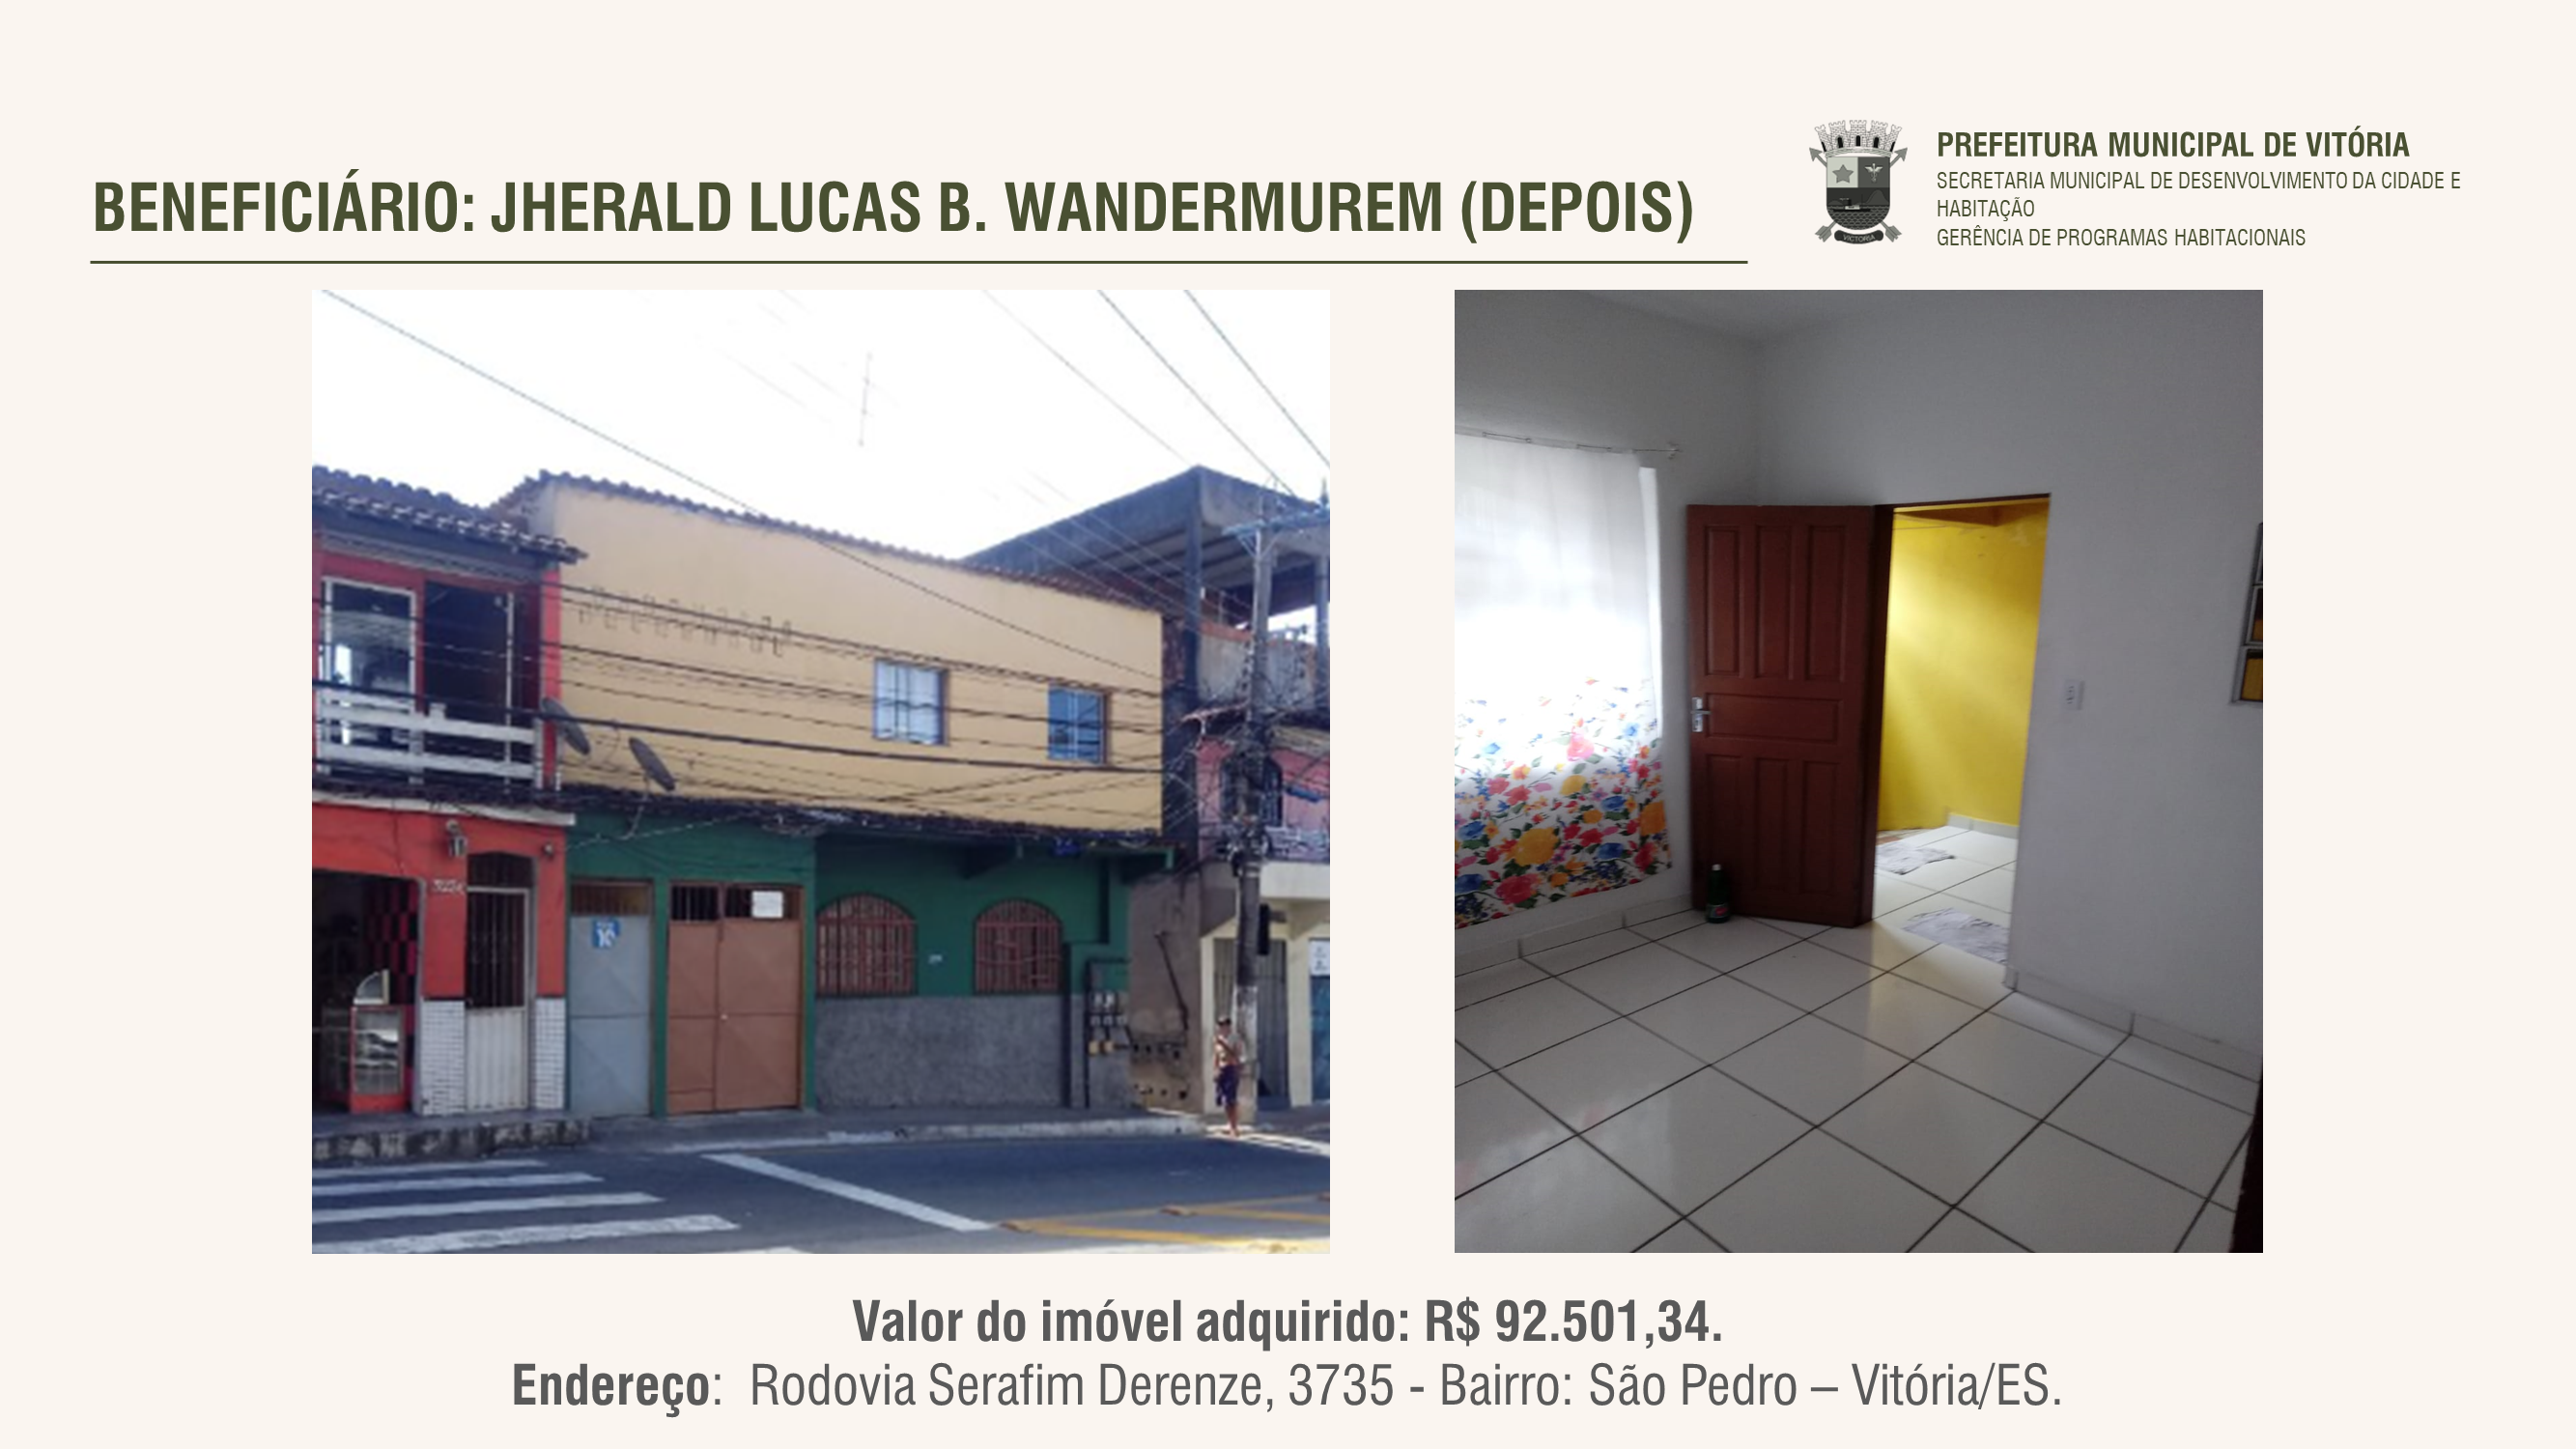 BENEFICIÁRIO: JHERALD LUCAS B. WANDERMUREM (DEPOIS)
PREFEITURA MUNICIPAL DE VITÓRIA
SECRETARIA MUNICIPAL DE DESENVOLVIMENTO DA CIDADE E
HABITAÇÃO
GERÊNCIA DE PROGRAMAS HABITACIONAIS
VICTORIA
Valor do imóvel adquirido: R$ 92.501,34.
Endereço: Rodovia Serafim Derenze, 3735 - Bairro: São Pedro – Vitória/ES.